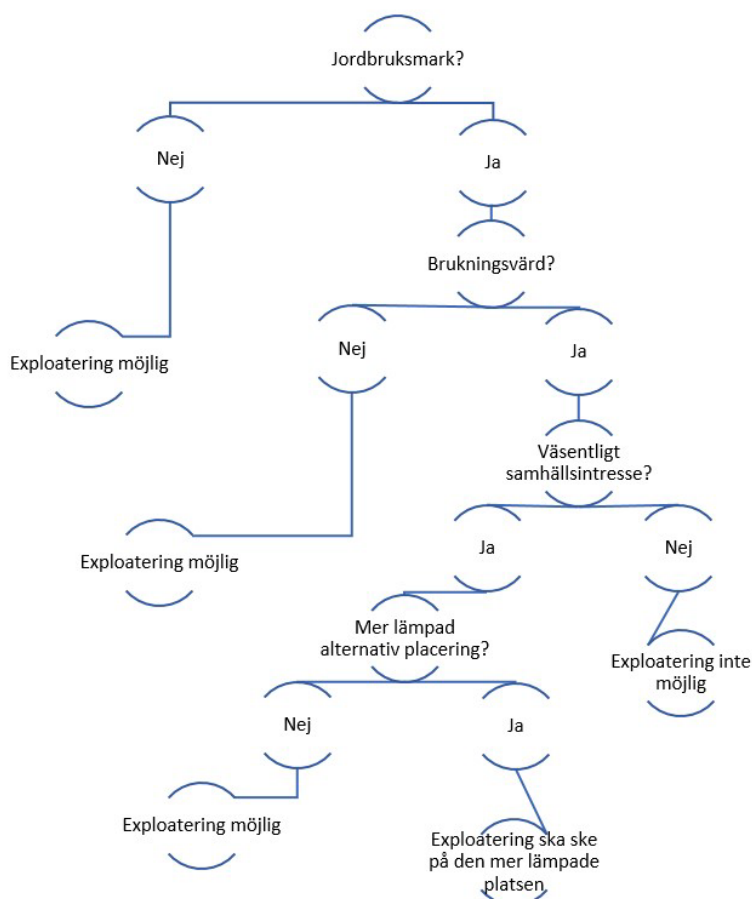 Jordbruksmark?
Nej
Ja
Brukningsvärd?
Exploatering möjlig
Nej
Ja
Väsentligt
samhällsintresse?
Exploatering möjlig
Ja
Nej
Mer lämpad
alternativ placering?
Exploatering inte
möjlig
Nej
Ja
Exploatering möjlig
Exploatering ska ske
på den mer lämpade
platsen